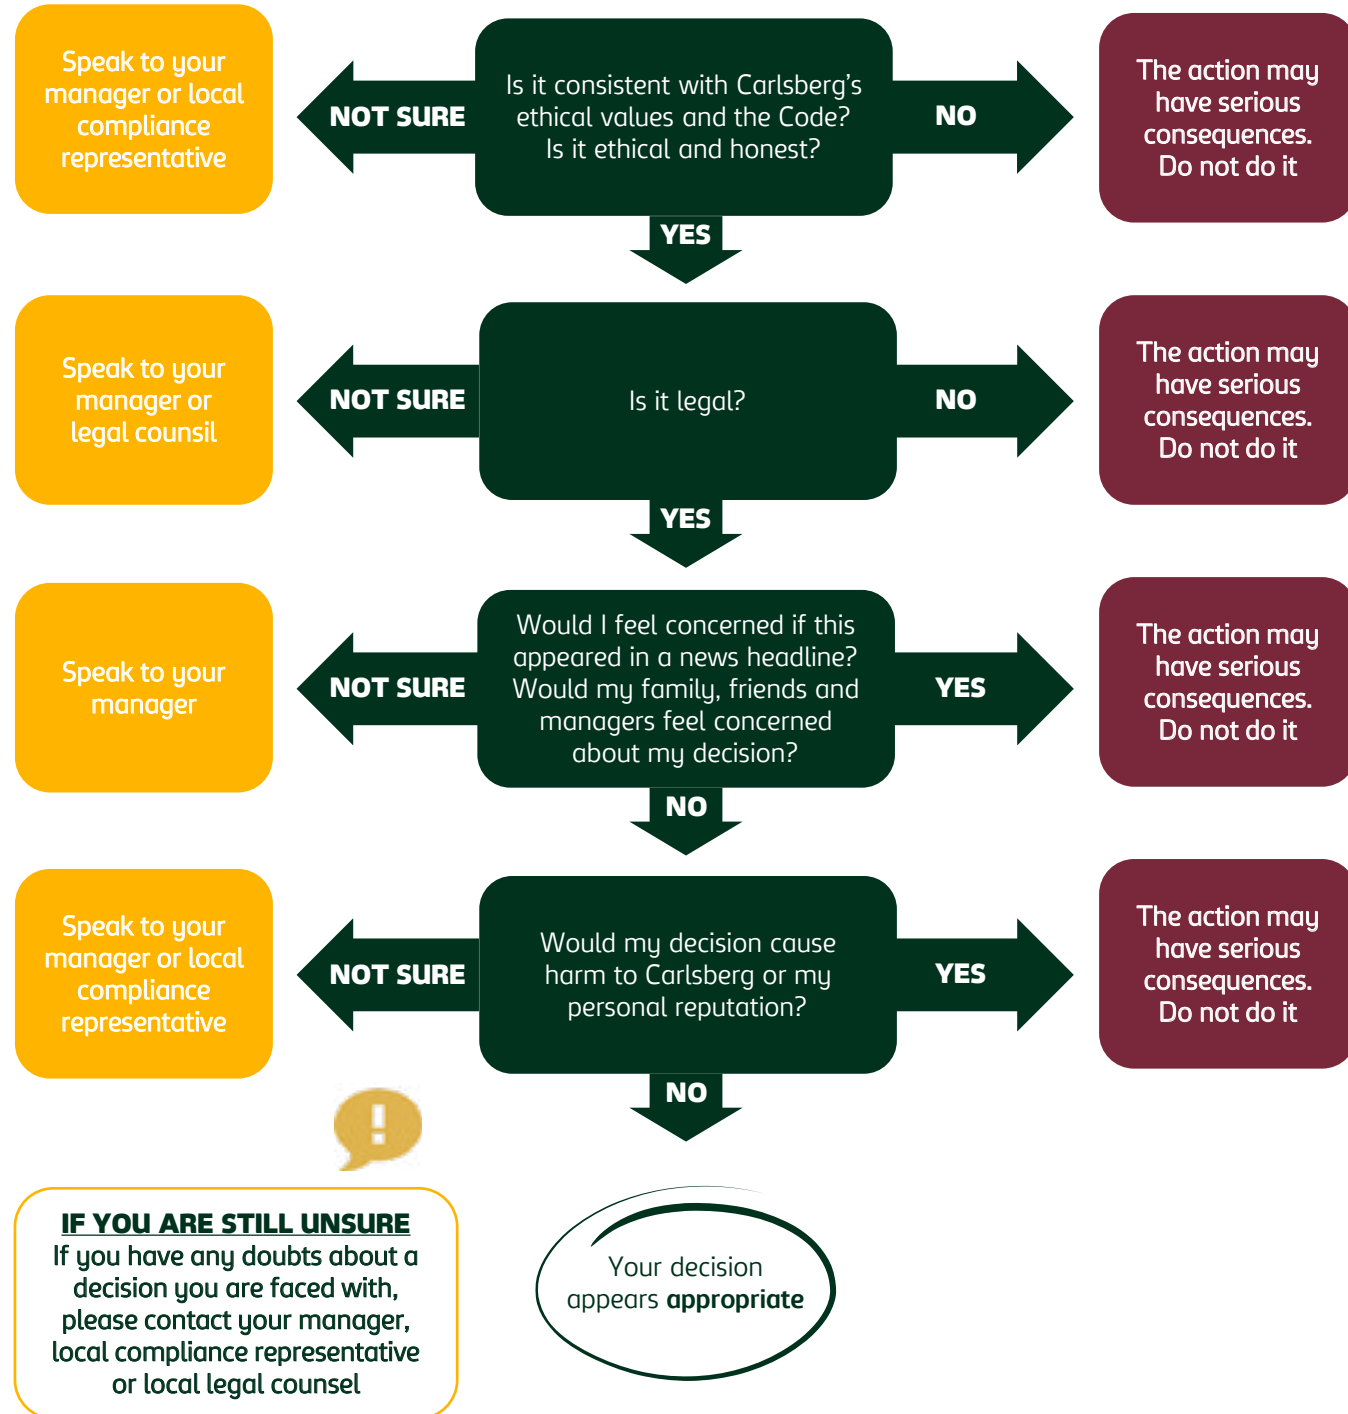 Speak to your
manager or local
compliance
representative
NOT SURE
Is it consistent with Carlsberg's
ethical values and the Code?
Is it ethical and honest?
NO
The action may
have serious
consequences.
Do not do it
YES
Speak to your
manager or
legal counsil
NOT SURE
Is it legal?
NO
The action may
have serious
consequences.
Do not do it
YES
Speak to your
manager
NOT SURE
Would I feel concerned if this
appeared in a news headline?
Would my family, friends and
managers feel concerned
about my decision?
YES
The action may
have serious
consequences.
Do not do it
NO
Speak to your
manager or local
compliance
representative
NOT SURE
Would my decision cause
harm to Carlsberg or my
personal reputation?
YES
The action may
have serious
consequences.
Do not do it
NO
!
IF YOU ARE STILL UNSURE
If you have any doubts about a
decision you are faced with,
please contact your manager,
local compliance representative
or local legal counsel
Your decision
appears appropriate